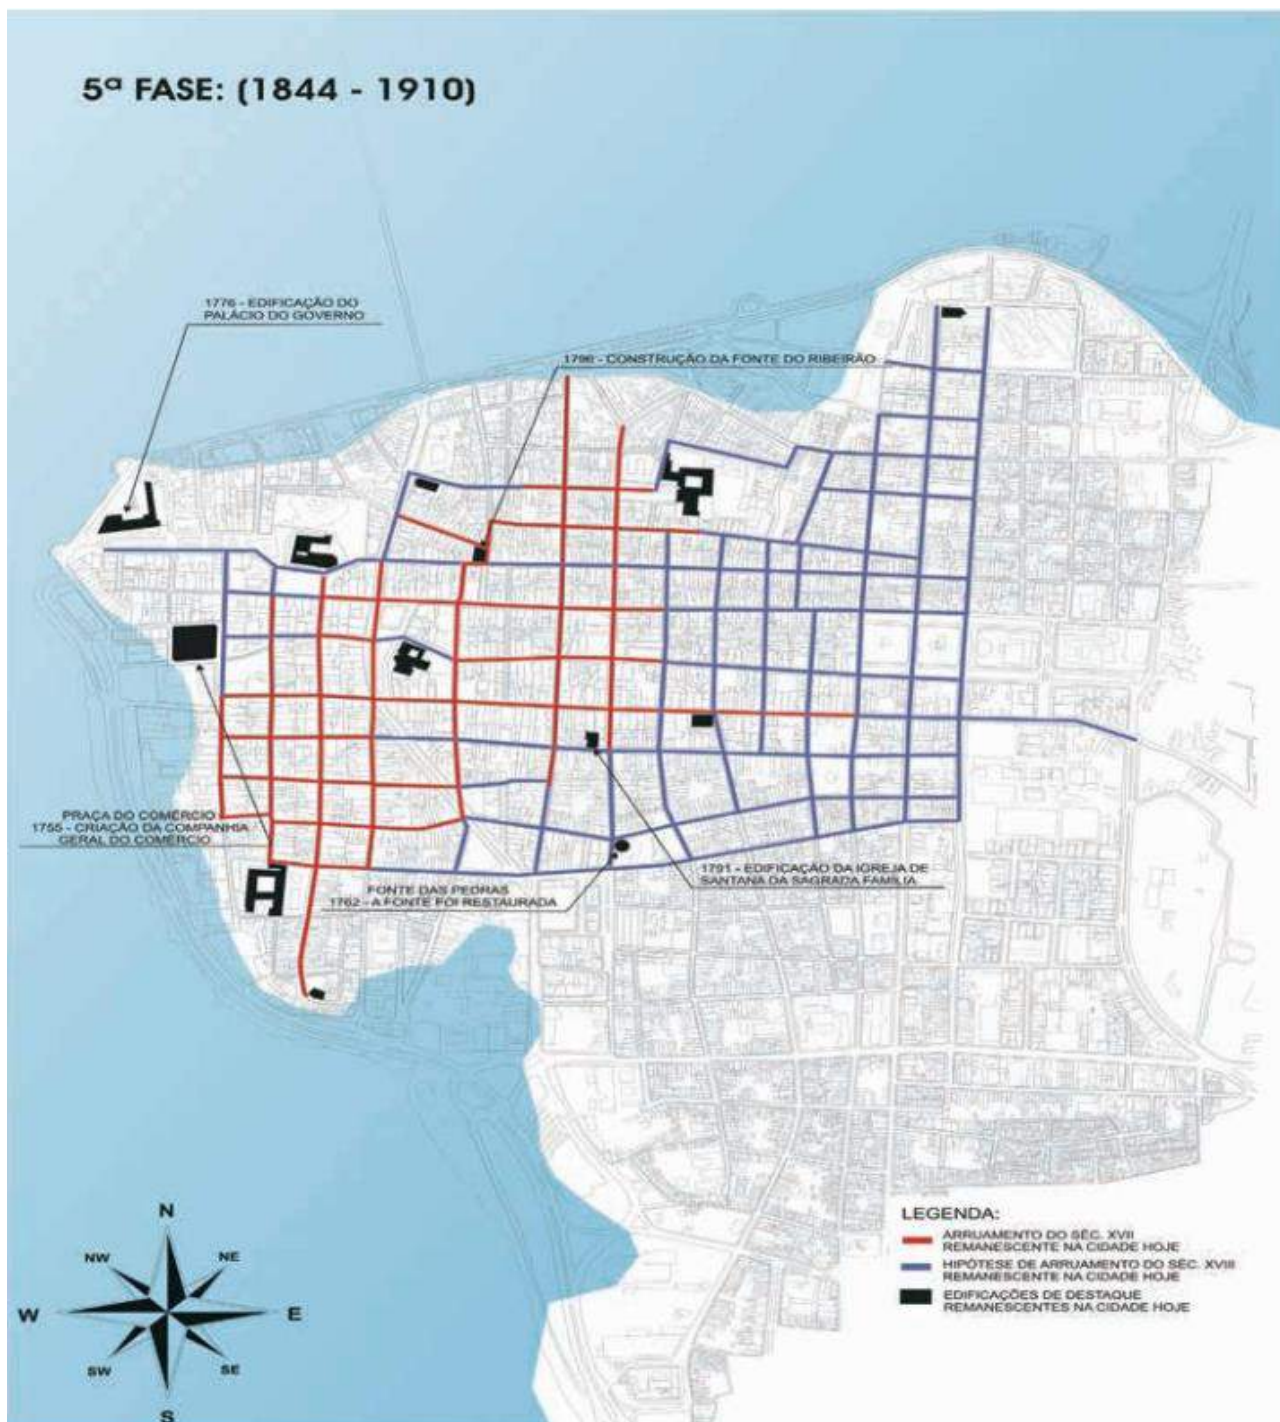 5ª FASE: (1844 - 1910)
1776 - EDIFICAÇÃO DO
PALÁCIO DO GOVERNO
1796 - CONSTRUÇÃO DA FONTE DO RIBEIRÃO
PRAÇA DO COMÉRCIO
1755 - CRIAÇÃO DA COMPANHIA
GERAL DO COMÉRCIO
FONTE DAS PEDRAS
1762 - A FONTE FOI RESTAURADA
1791 - EDIFICAÇÃO DA IGREJA DE
SANTANA DA SAGRADA FAMÍLIA
LEGENDA:
ARRUAMENTO DO SÉC. XVII
REMANESCENTE NA CIDADE HOJE
HIPÓTESE DE ARRUAMENTO DO SÉC. XVIII
REMANESCENTE NA CIDADE HOJE
EDIFICAÇÕES DE DESTAQUE
REMANESCENTES NA CIDADE HOJE
N
NW
NE
W
E
SW
SE
S